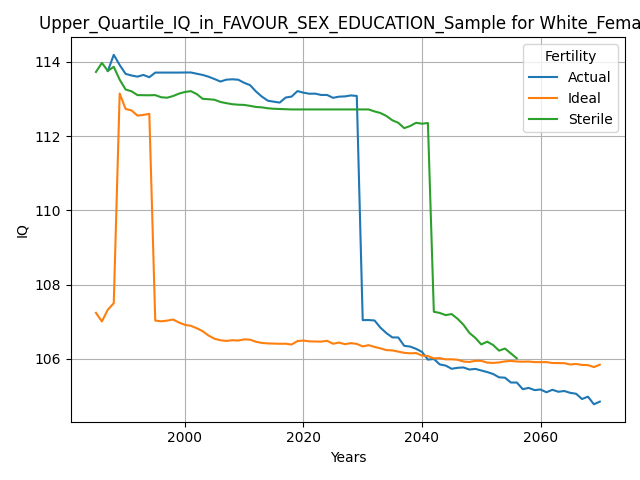 Upper_Quartile_IQ_in_FAVOUR_SEX_EDUCATION_Sample for White_Fema
Fertility
Actual
Ideal
Sterile
114
112
110
108
106
IQ
2000
2020
2040
2060
Years